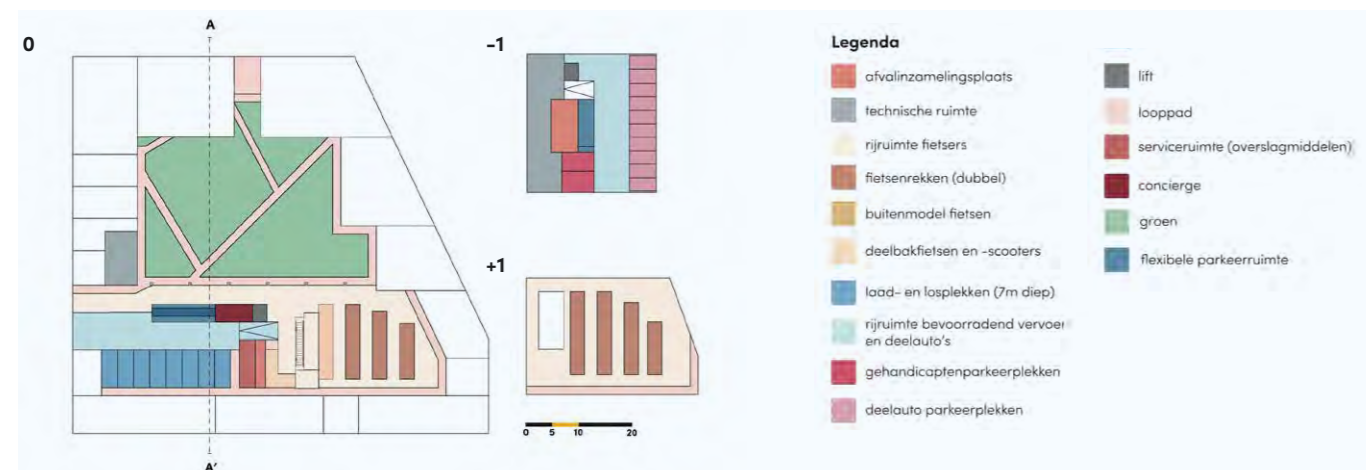 A
0
-1
+1
A'
0 5 10 20
Legenda
afvalinzamelingsplaats
technische ruimte
rijruimte fietsers
fietsenrekken (dubbel)
buitenmodel fietsen
deelbakfietsen en -scooters
laad- en losplekken (7m diep)
rijruimte bevoorradend vervoer
en deelauto's
gehandicaptenparkeerplekken
deelauto parkeerplekken
lift
looppad
serviceruimte (overslagmiddelen)
concierge
groen
flexibele parkeerruimte